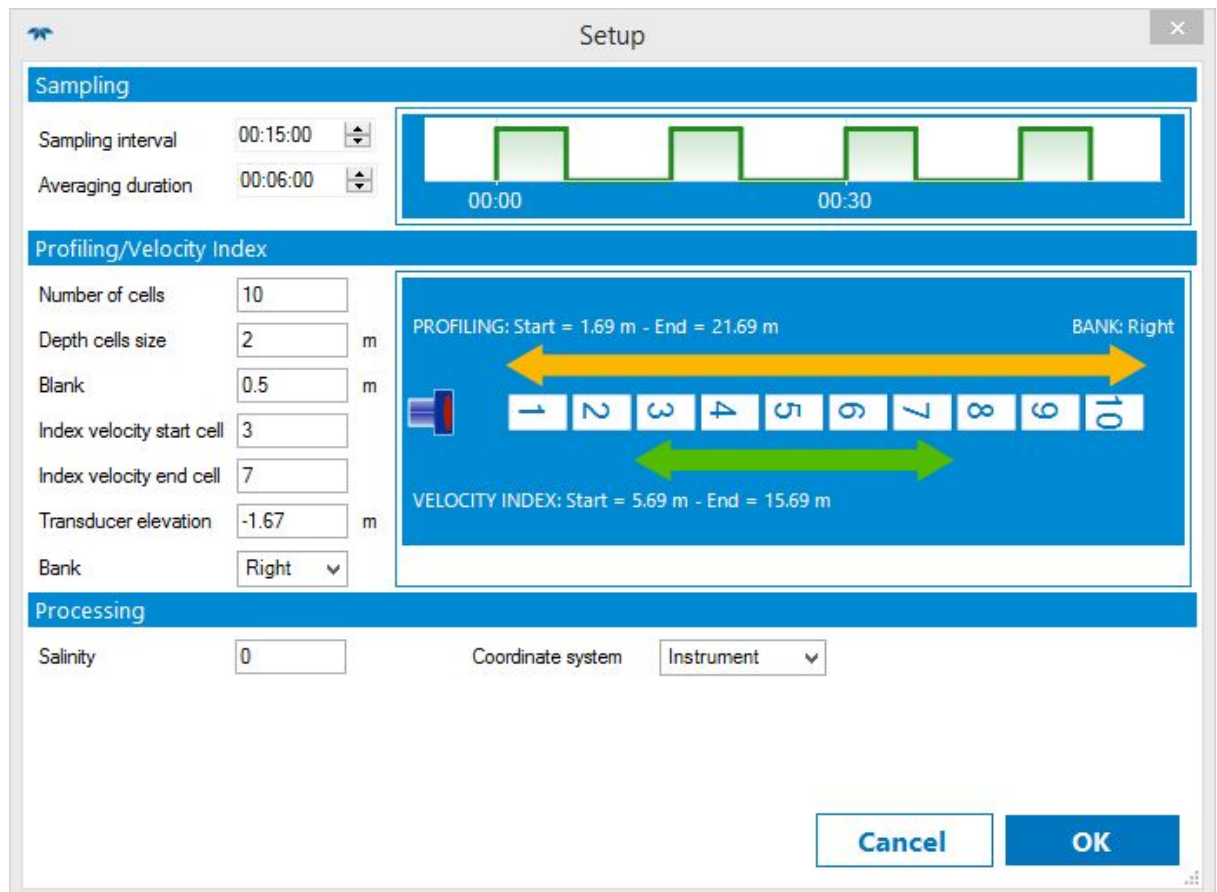 Setup
Sampling
Sampling interval 00:15:00
Averaging duration 00:06:00
00:00 00:30
Profiling/Velocity Index
Number of cells 10
Depth cells size 2 m
Blank 0.5 m
Index velocity start cell 3
Index velocity end cell 7
Transducer elevation -1.67 m
Bank Right
PROFILING: Start = 1.69 m - End = 21.69 m BANK: Right
1 2 3 4 5 6 7 8 9 10
VELOCITY INDEX: Start = 5.69 m - End = 15.69 m
Processing
Salinity 0 Coordinate system Instrument
Cancel OK